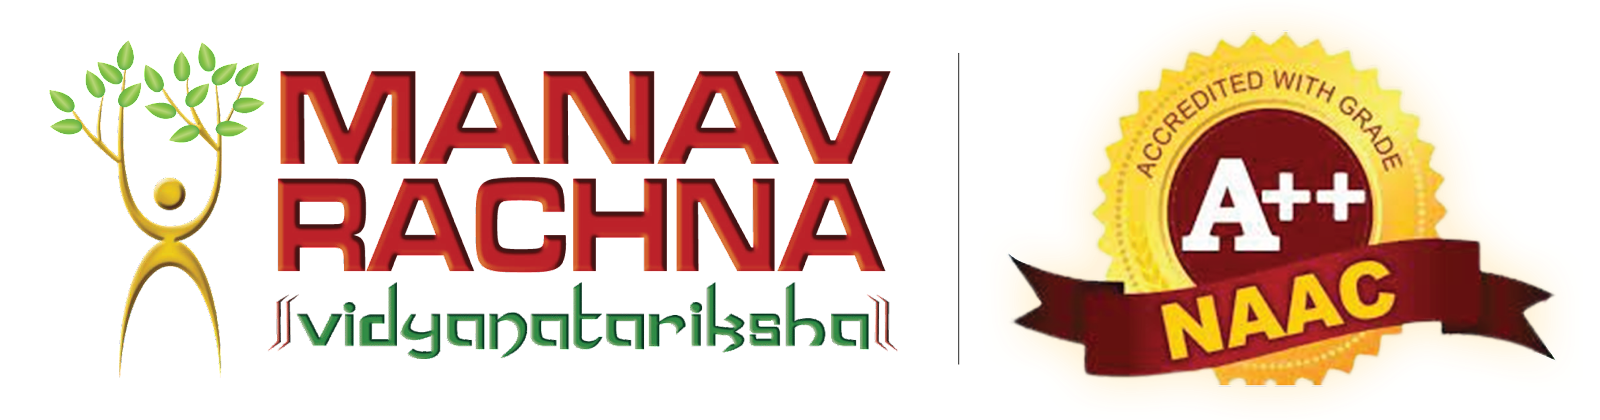 MANAV
RACHNA
vidyanatariksha
ACCREDITED WITH GRADE
A++
NAAC